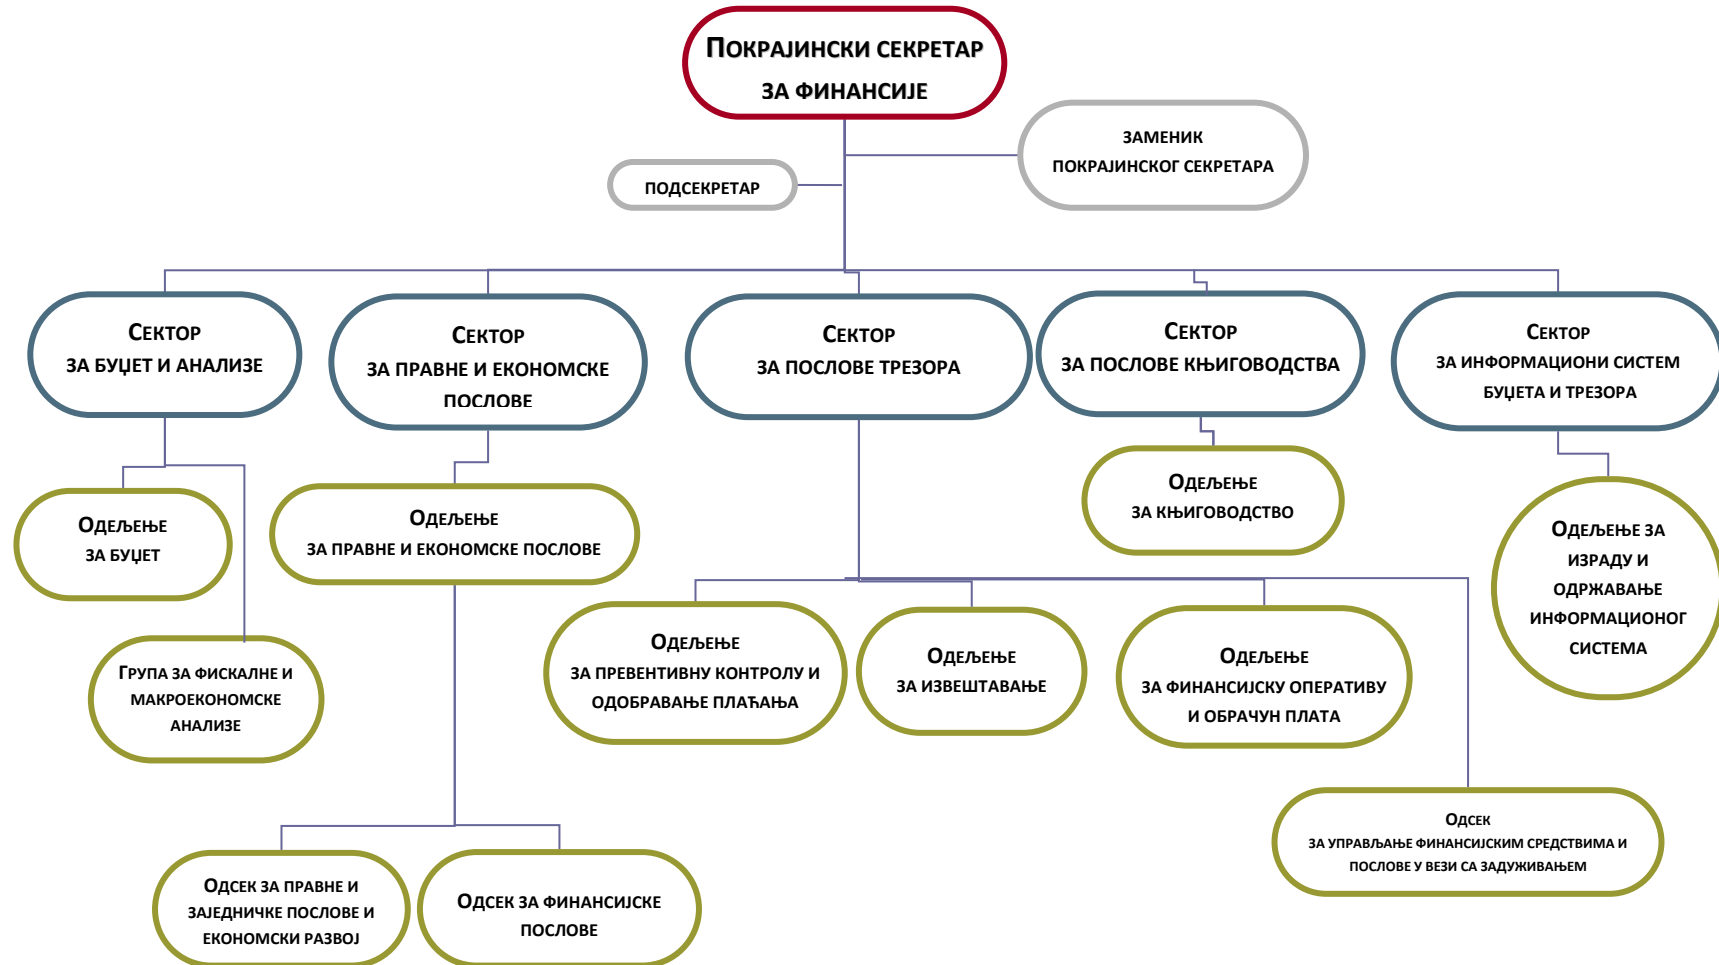 ПОКРАЈИНСКИ СЕКРЕТАР
ЗА ФИНАНСИЈЕ
ЗАМЕНИК
ПОКРАЈИНСКОГ СЕКРЕТАРА
ПОДСЕКРЕТАР
СЕКТОР
ЗА БУЏЕТ И АНАЛИЗЕ
СЕКТОР
ЗА ПРАВНЕ И ЕКОНОМСКЕ
ПОСЛОВЕ
СЕКТОР
ЗА ПОСЛОВЕ ТРЕЗОРА
СЕКТОР
ЗА ПОСЛОВЕ КЊИГОВОДСТВА
СЕКТОР
ЗА ИНФОРМАЦИОНИ СИСТЕМ
БУЏЕТА И ТРЕЗОРА
ОДЕЉЕЊЕ
ЗА БУЏЕТ
ОДЕЉЕЊЕ
ЗА ПРАВНЕ И ЕКОНОМСКЕ ПОСЛОВЕ
ОДЕЉЕЊЕ
ЗА КЊИГОВОДСТВО
ОДЕЉЕЊЕ ЗА
ИЗРАДУ И
ОДРЖАВАЊЕ
ИНФОРМАЦИОНОГ
СИСТЕМА
ГРУПА ЗА ФИСКАЛНЕ И
МАКРОЕКОНОМСКЕ
АНАЛИЗЕ
ОДЕЉЕЊЕ
ЗА ПРЕВЕНТИВНУ КОНТРОЛУ И
ОДОБРАВАЊЕ ПЛАЋАЊА
ОДЕЉЕЊЕ
ЗА ИЗВЕШТАВАЊЕ
ОДЕЉЕЊЕ
ЗА ФИНАНСИЈСКУ ОПЕРАТИВУ
И ОБРАЧУН ПЛАТА
ОДСЕК
ЗА УПРАВЉАЊЕ ФИНАНСИЈСКИМ СРЕДСТВИМА И
ПОСЛОВЕ У ВЕЗИ СА ЗАДУЖИВАЊЕМ
ОДСЕК ЗА ПРАВНЕ И
ЗАЈЕДНИЧКЕ ПОСЛОВЕ И
ЕКОНОМСКИ РАЗВОЈ
ОДСЕК ЗА ФИНАНСИЈСКЕ
ПОСЛОВЕ